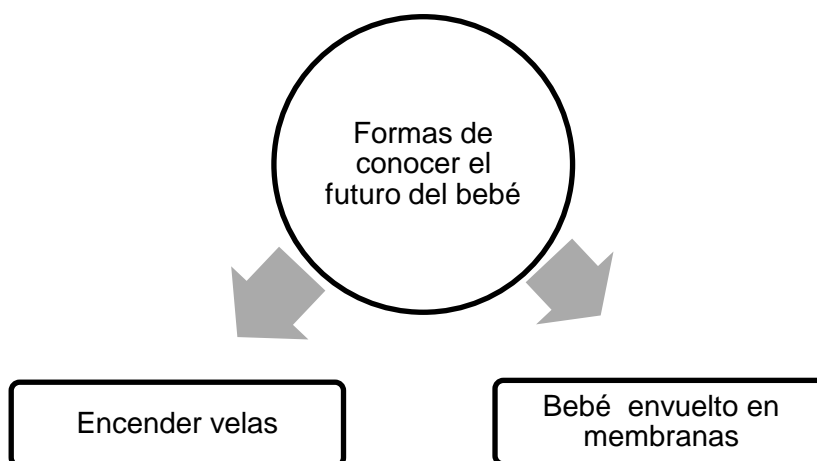 Formas de
conocer el
futuro del bebé
Encender velas
Bebé  envuelto en
membranas